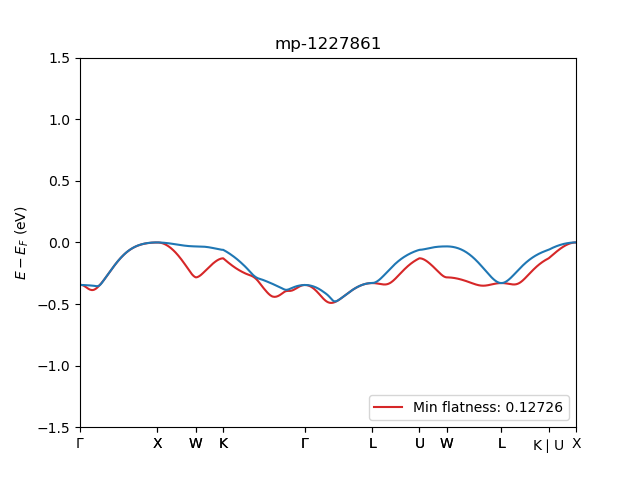 mp-1227861
E − E_F (eV)
1.5
1.0
0.5
0.0
−0.5
−1.0
−1.5
Min flatness: 0.12726
Γ X W K Γ L U W L K | U X